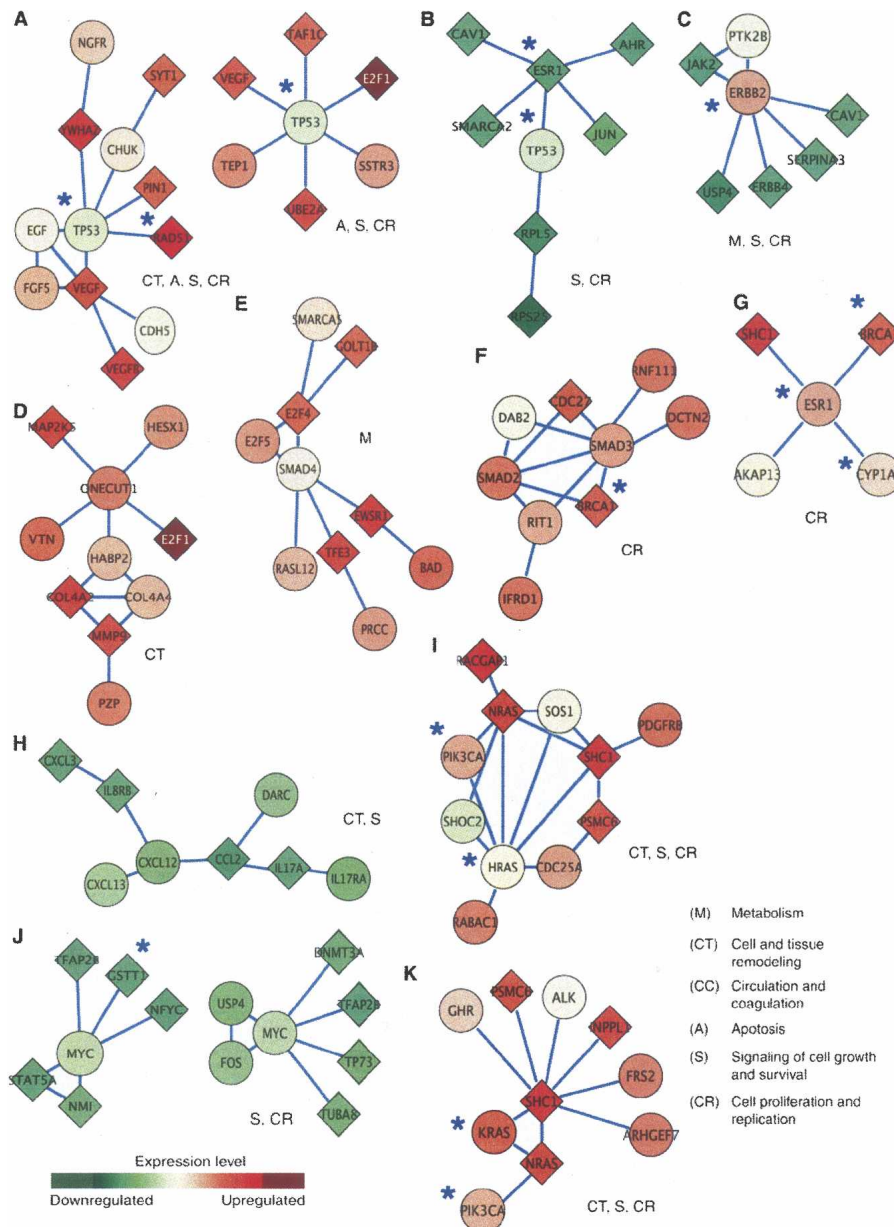 A
NGFR
SYT1
YWHAZ
CHUK
PIN1
EGF
TP53
RAD51
FGF5
VEGF
CDH5
VEGFB
CT, A, S, CR
TAF1C
VEGF
E2F1
TP53
TEP1
SSTR3
UBE2A
A, S, CR
B
CAV1
ESR1
AHR
SMARCA2
TP53
JUN
RPL5
RPS25
S, CR
C
PTK2B
JAK2
ERBB2
CAV1
SERPINA3
USP4
ERBB4
M, S, CR
D
MAP2K5
HESX1
ONECUT1
VTN
E2F1
HABP2
COL4A2
COL4A4
MMP9
CT
PZP
E
SMARCA5
GOLT1B
E2F4
E2F5
M
SMAD4
EWSR1
RASL12
TFE3
BAD
PRCC
F
RNF111
CDC27
DAB2
SMAD3
DCTN2
SMAD2
BRCA1
RIT1
CR
IFRD1
G
SHC1
BRCA
ESR1
AKAP13
CYP1A
CR
H
CXCL3
IL8RB
DARC
CT, S
CXCL12
CCL2
IL17A
CXCL13
IL17RA
I
RACGAP1
NRAS
SOS1
PIK3CA
SHC1
PDGFRB
SHOC2
PSMC6
HRAS
CDC25A
CT, S, CR
RABAC1
J
TFAP2B
GSTT1
NFYC
MYC
STAT5A
NMI
DNMT3A
USP4
TFAP2B
MYC
FOS
TP73
S. CR
TUBA8
K
GHR
PSMC6
ALK
INPPL1
FRS2
SHC1
KRAS
ARHGEF7
NRAS
PIK3CA
CT, S, CR
(M) Metabolism
(CT) Cell and tissue
remodeling
(CC) Circulation and
coagulation
(A) Apotosis
(S) Signaling of cell growth
and survival
(CR) Cell proliferation and
replication
Expression level
Downregulated Upregulated